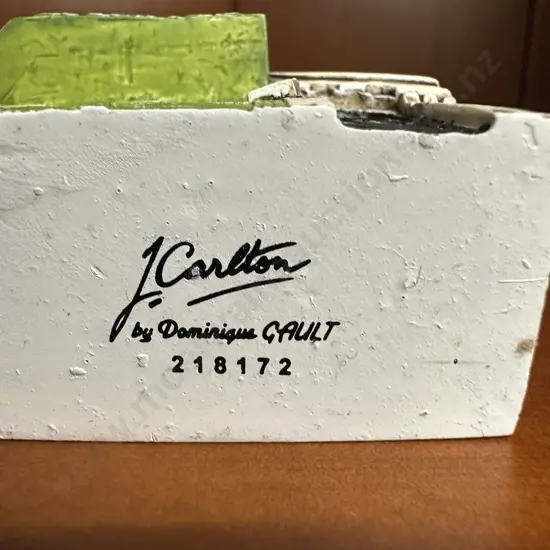 J. Carlton
by Dominique GAULT
218172